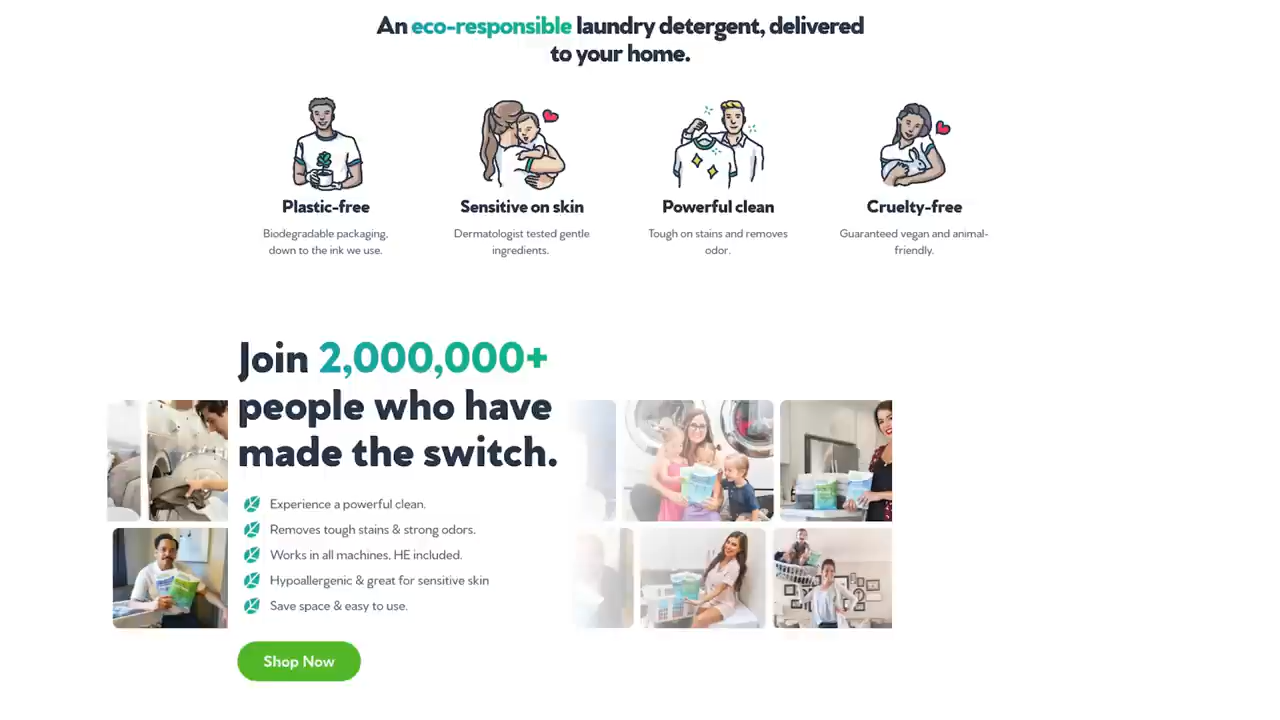 An eco-responsible laundry detergent, delivered
to your home.
Plastic-free
Biodegradable packaging,
down to the ink we use.
Sensitive on skin
Dermatologist tested gentle
ingredients.
Powerful clean
Tough on stains and removes
odor.
Cruelty-free
Guaranteed vegan and animal-
friendly.
Join 2,000,000+
people who have
made the switch.
Experience a powerful clean.
Removes tough stains & strong odors.
Works in all machines, HE included.
Hypoallergenic & great for sensitive skin
Save space & easy to use.
Shop Now